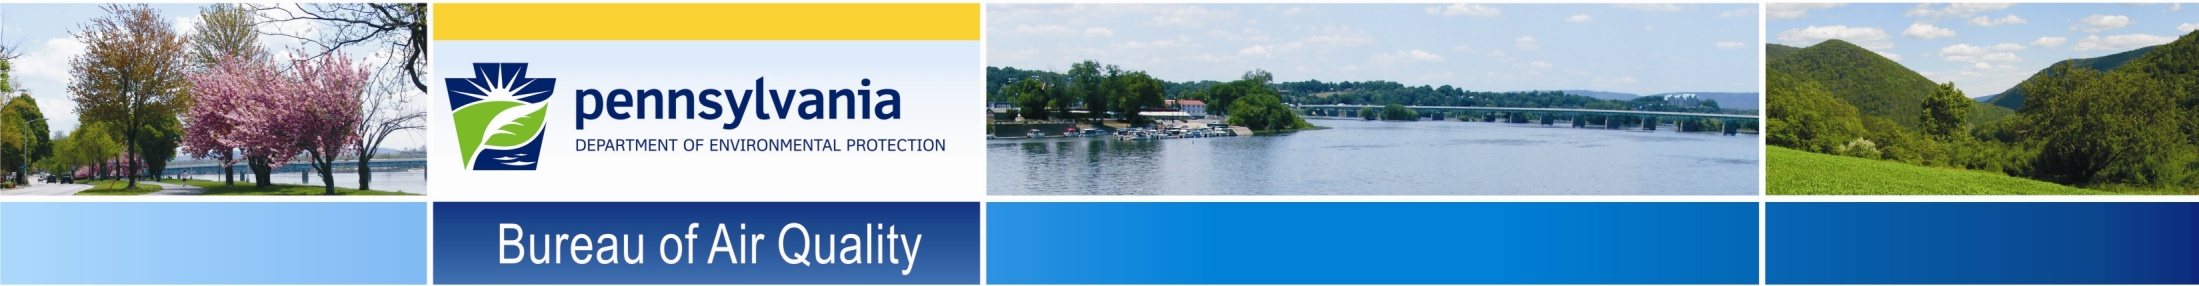 pennsylvania
DEPARTMENT OF ENVIRONMENTAL PROTECTION
Bureau of Air Quality